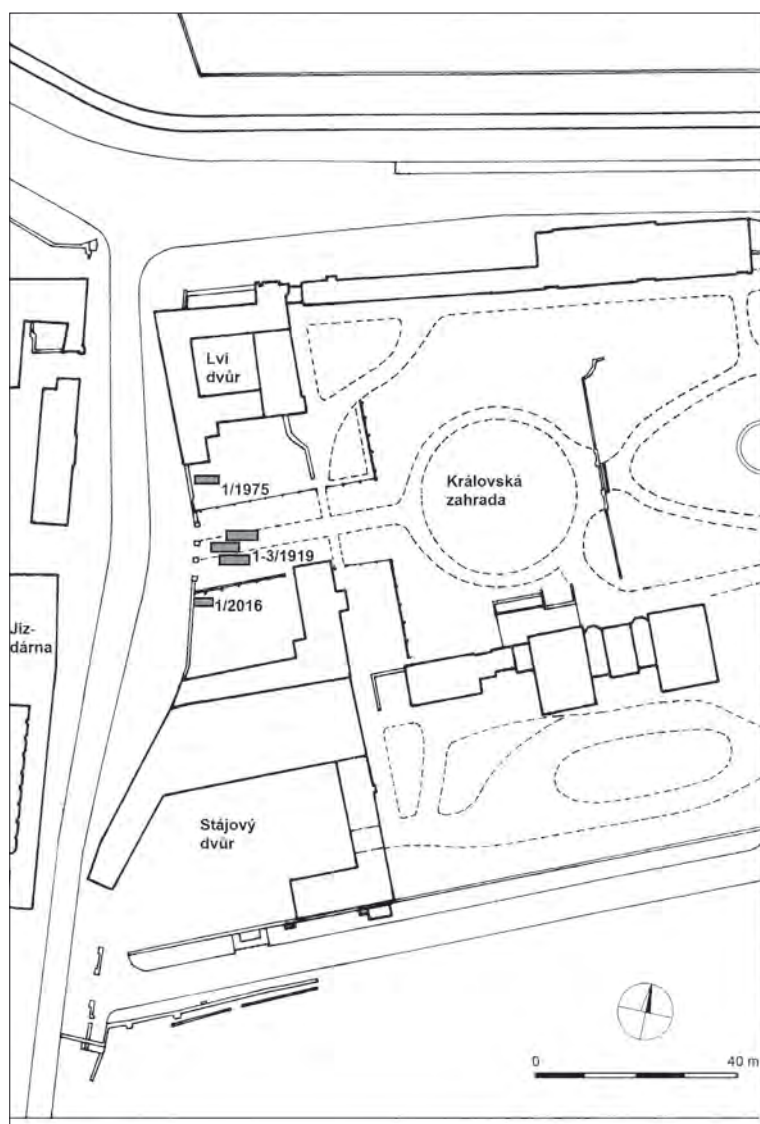 Lví
dvůr
1/1975
Královská
zahrada
1-3/1919
1/2016
Jíz-
dárna
Stájový
dvůr
0 40 m